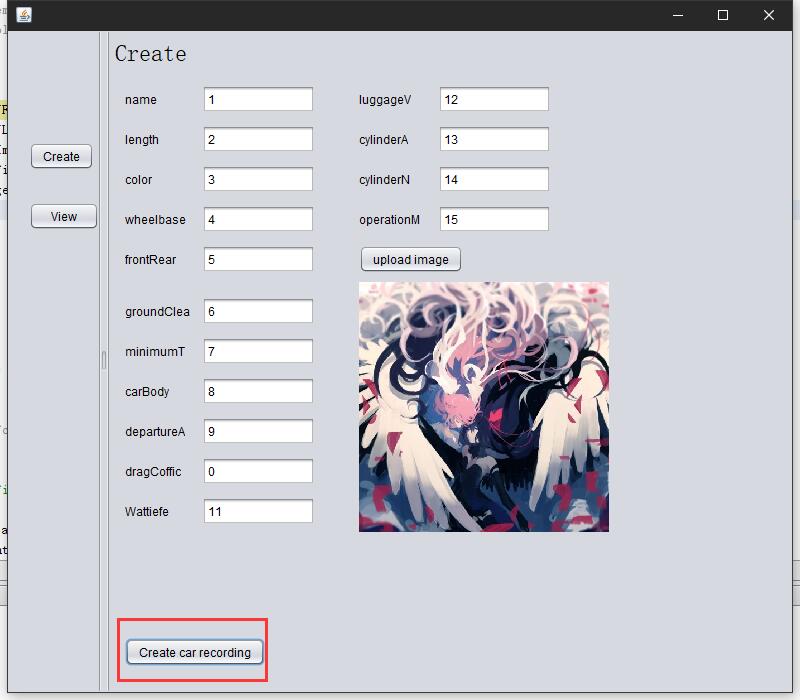 Create
Create
View
name 1
length 2
color 3
wheelbase 4
frontRear 5
groundClea 6
minimumT 7
carBody 8
departureA 9
dragCoffic 0
Wattiefe 11
luggageV 12
cylinderA 13
cylinderN 14
operationM 15
upload image
Create car recording